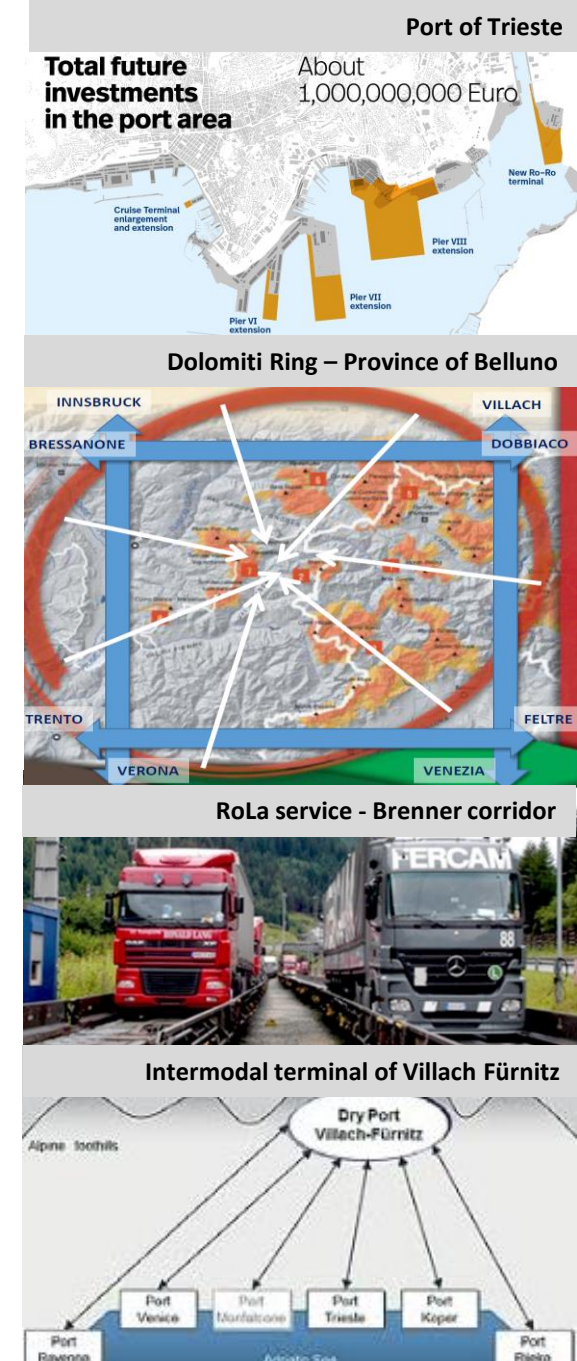 Port of Trieste
Total future
investments
in the port area
About
1,000,000,000 Euro
New Ro-Ro
terminal
Cruise Terminal
enlargement
and extension
Pier VIII
extension
Pier VII
extension
Pier VI
extension
Dolomiti Ring – Province of Belluno
INNSBRUCK
VILLACH
BRESSANONE
DOBBIACO
TRENTO
FELTRE
VERONA
VENEZIA
RoLa service - Brenner corridor
RONALD LANG
FERCAM
88
L
Intermodal terminal of Villach Fürnitz
Dry Port
Villach-Fürnitz
Alpine foothills
Port
Venice
Port
Monfalcone
Port
Trieste
Port
Koper
Port
Ravenna
Port
Rijeka
Adriatic Sea